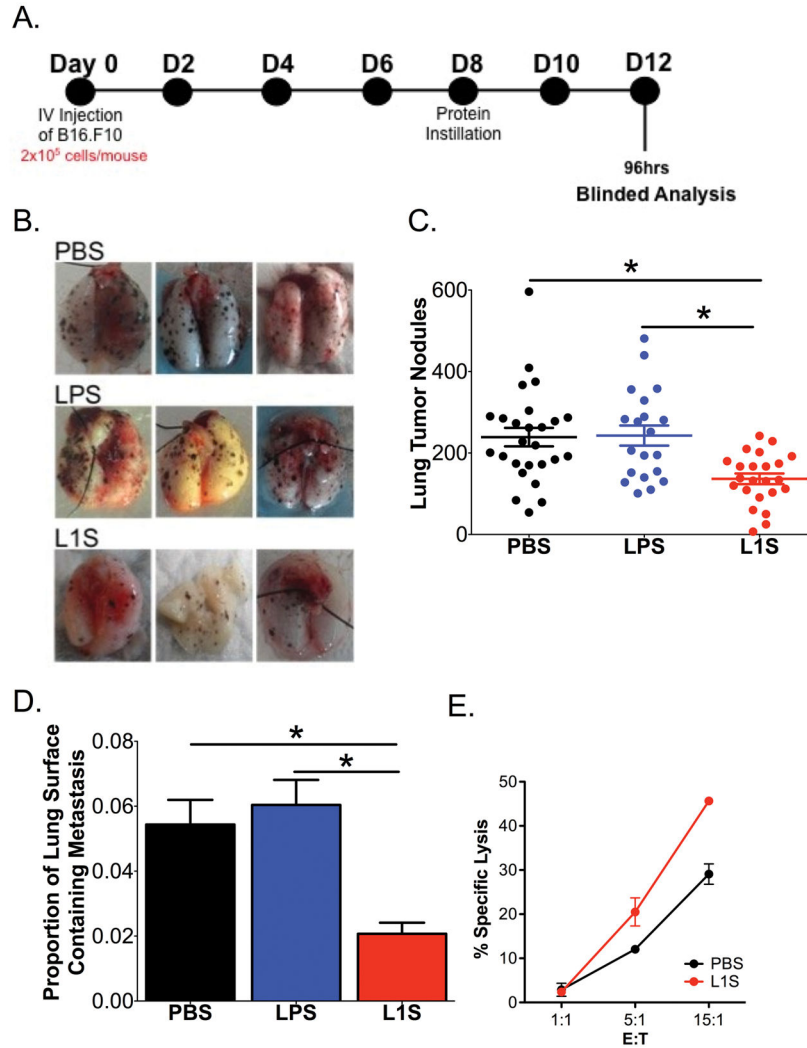 A.
Day 0 D2 D4 D6 D8 D10 D12
IV Injection
of B16.F10
2x10⁵ cells/mouse
Protein
Instillation
96hrs
Blinded Analysis
B.
PBS
LPS
L1S
C.
Lung Tumor Nodules
600
400
200
0
PBS LPS L1S
*
*
D.
Proportion of Lung Surface
Containing Metastasis
0.08
0.06
0.04
0.02
0.00
PBS LPS L1S
*
*
E.
% Specific Lysis
50
40
30
20
10
0
1:1 5:1 15:1
E:T
PBS
L1S